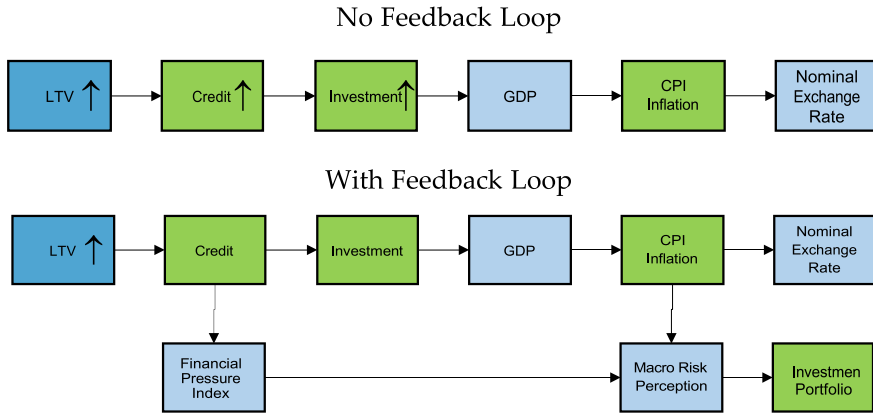 No Feedback Loop
LTV ↑
Credit ↑
Investment ↑
GDP
CPI
Inflation
Nominal
Exchange
Rate
With Feedback Loop
LTV ↑
Credit
Investment
GDP
CPI
Inflation
Nominal
Exchange
Rate
Financial
Pressure
Index
Macro Risk
Perception
Investmen
Portfolio